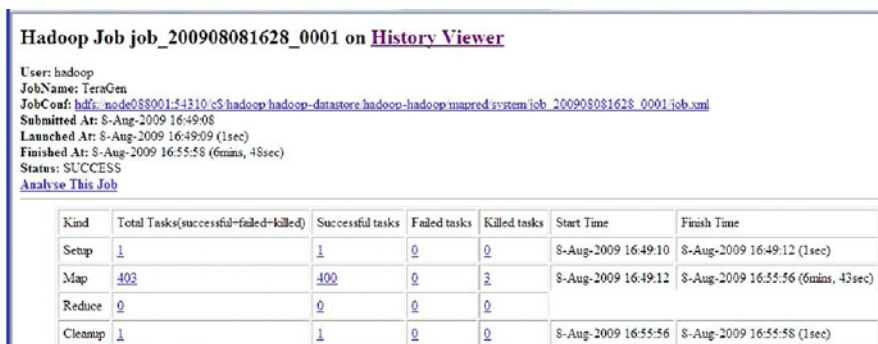 Hadoop Job job_200908081628_0001 on History Viewer
User: hadoop
JobName: TeraGen
JobConf: hdfs://node088001:54310/c$/hadoop/hadoop-datastore/hadoop-hadoop/mapred/system/job_200908081628_0001/job.xml
Submitted At: 8-Aug-2009 16:49:08
Launched At: 8-Aug-2009 16:49:09 (1sec)
Finished At: 8-Aug-2009 16:55:58 (6mins, 48sec)
Status: SUCCESS
Analyse This Job
Kind Total Tasks(successful+failed+killed) Successful tasks Failed tasks Killed tasks Start Time Finish Time
Setup 1 1 0 0 8-Aug-2009 16:49:10 8-Aug-2009 16:49:12 (1sec)
Map 403 400 0 3 8-Aug-2009 16:49:12 8-Aug-2009 16:55:56 (6mins, 43sec)
Reduce 0 0 0 0
Cleanup 1 1 0 0 8-Aug-2009 16:55:56 8-Aug-2009 16:55:58 (1sec)